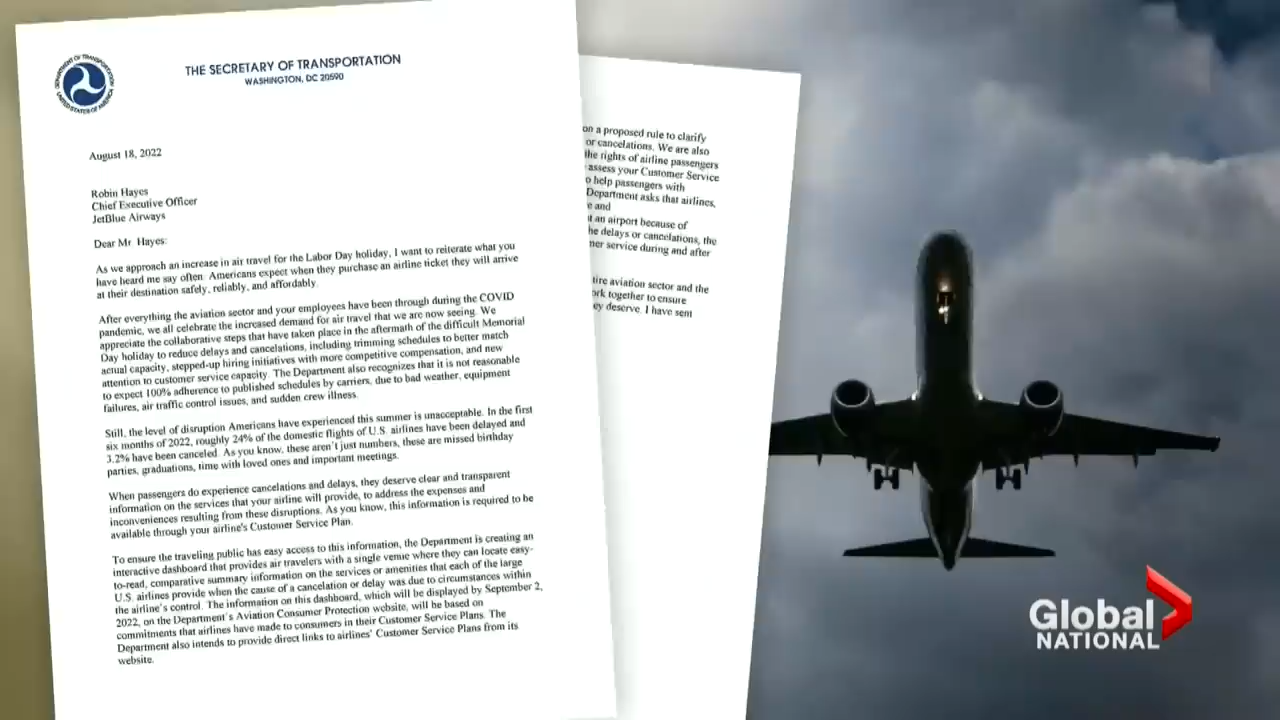 DEPARTMENT OF TRANSPORTATION
UNITED STATES OF AMERICA
THE SECRETARY OF TRANSPORTATION
WASHINGTON, DC 20590
August 18, 2022
Robin Hayes
Chief Executive Officer
JetBlue Airways
Dear Mr. Hayes:
As we approach an increase in air travel for the Labor Day holiday, I want to reiterate what you
have heard me say often. Americans expect when they purchase an airline ticket they will arrive
at their destination safely, reliably, and affordably.
After everything the aviation sector and your employees have been through during the COVID
pandemic, we all celebrate the increased demand for air travel that we are now seeing. We
appreciate the collaborative steps that have taken place in the aftermath of the difficult Memorial
Day holiday to reduce delays and cancelations, including trimming schedules to better match
actual capacity, stepped-up hiring initiatives with more competitive compensation, and new
attention to customer service capacity. The Department also recognizes that it is not reasonable
to expect 100% adherence to published schedules by carriers, due to bad weather, equipment
failures, air traffic control issues, and sudden crew illness.
Still, the level of disruption Americans have experienced this summer is unacceptable. In the first
six months of 2022, roughly 24% of the domestic flights of U.S. airlines have been delayed and
3.2% have been canceled. As you know, these aren't just numbers, these are missed birthday
parties, graduations, time with loved ones and important meetings.
When passengers do experience cancelations and delays, they deserve clear and transparent
information on the services that your airline will provide, to address the expenses and
inconveniences resulting from these disruptions. As you know, this information is required to be
available through your airline's Customer Service Plan.
To ensure the traveling public has easy access to this information, the Department is creating an
interactive dashboard that provides air travelers with a single venue where they can locate easy-
to-read, comparative summary information on the services or amenities that each of the large
U.S. airlines provide when the cause of a cancelation or delay was due to circumstances within
the airline's control. The information on this dashboard, which will be displayed by September 2,
2022, on the Department's Aviation Consumer Protection website, will be based on
commitments that airlines have made to consumers in their Customer Service Plans. The
Department also intends to provide direct links to airlines' Customer Service Plans from its
website.
on a proposed rule to clarify
or cancelations. We are also
the rights of airline passengers
assess your Customer Service
o help passengers with
Department asks that airlines,
e and
t an airport because of
he delays or cancelations, the
ner service during and after
tire aviation sector and the
ork together to ensure
ey deserve. I have sent
Global
NATIONAL